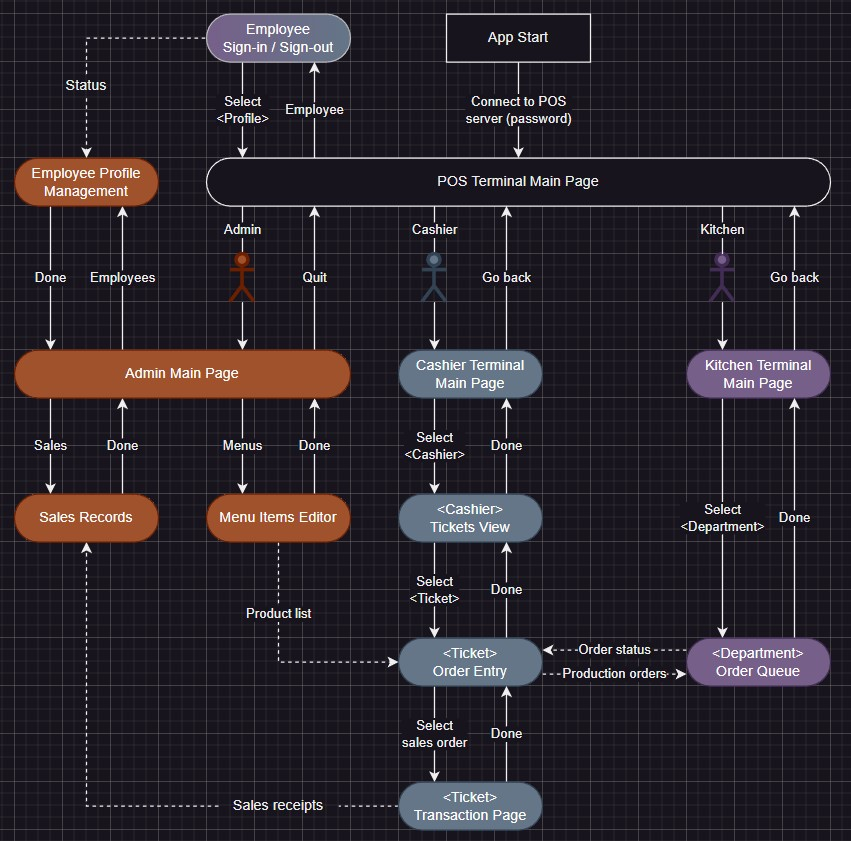 Employee
Sign-in / Sign-out
App Start
Status
Select
<Profile>
Employee
Connect to POS
server (password)
Employee Profile
Management
POS Terminal Main Page
Admin
Cashier
Kitchen
Done
Employees
Quit
Go back
Go back
Admin Main Page
Cashier Terminal
Main Page
Kitchen Terminal
Main Page
Sales
Done
Menus
Done
Select
<Cashier>
Done
Sales Records
Menu Items Editor
<Cashier>
Tickets View
Select
<Department>
Done
Select
<Ticket>
Done
Product list
<Ticket>
Order Entry
Order status
Production orders
<Department>
Order Queue
Select
sales order
Done
Sales receipts
<Ticket>
Transaction Page